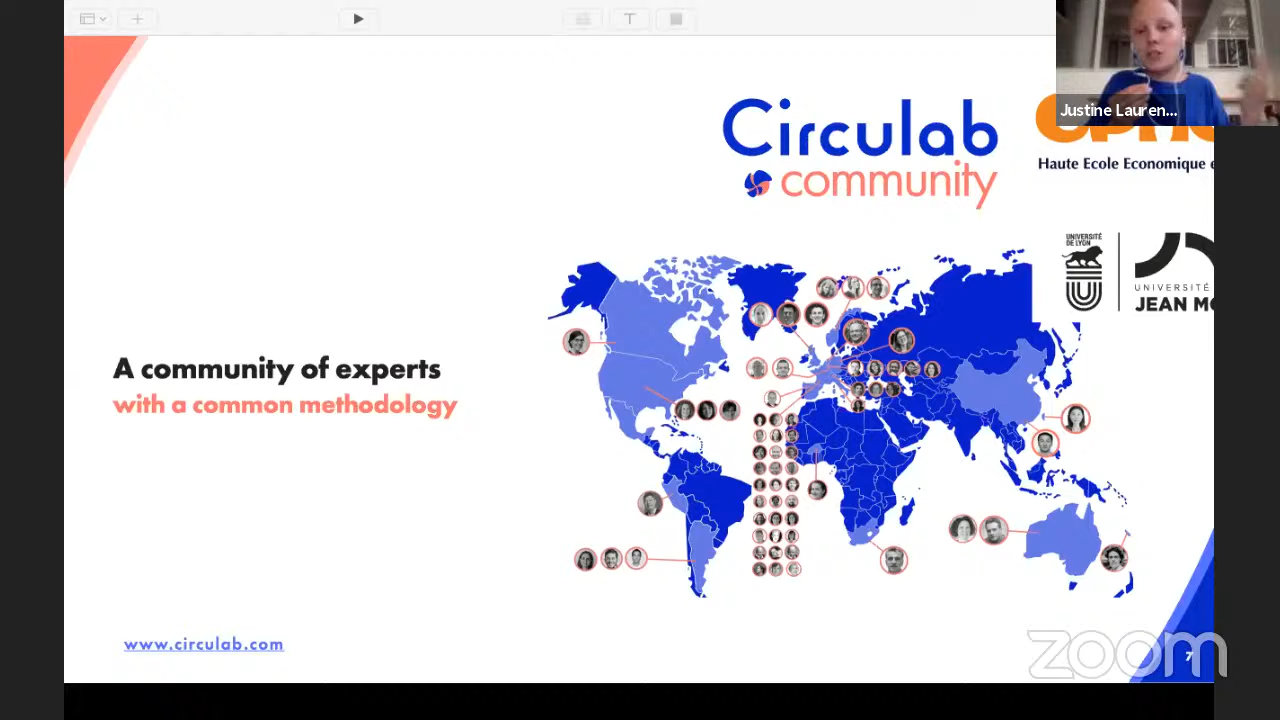 T
Justine Lauren...
Circulab
community
Haute Ecole Economique e
UNIVERSITÉ
DE LYON
UNIVERSITÉ
JEAN MO
A community of experts
with a common methodology
www.circulab.com
zoom
7